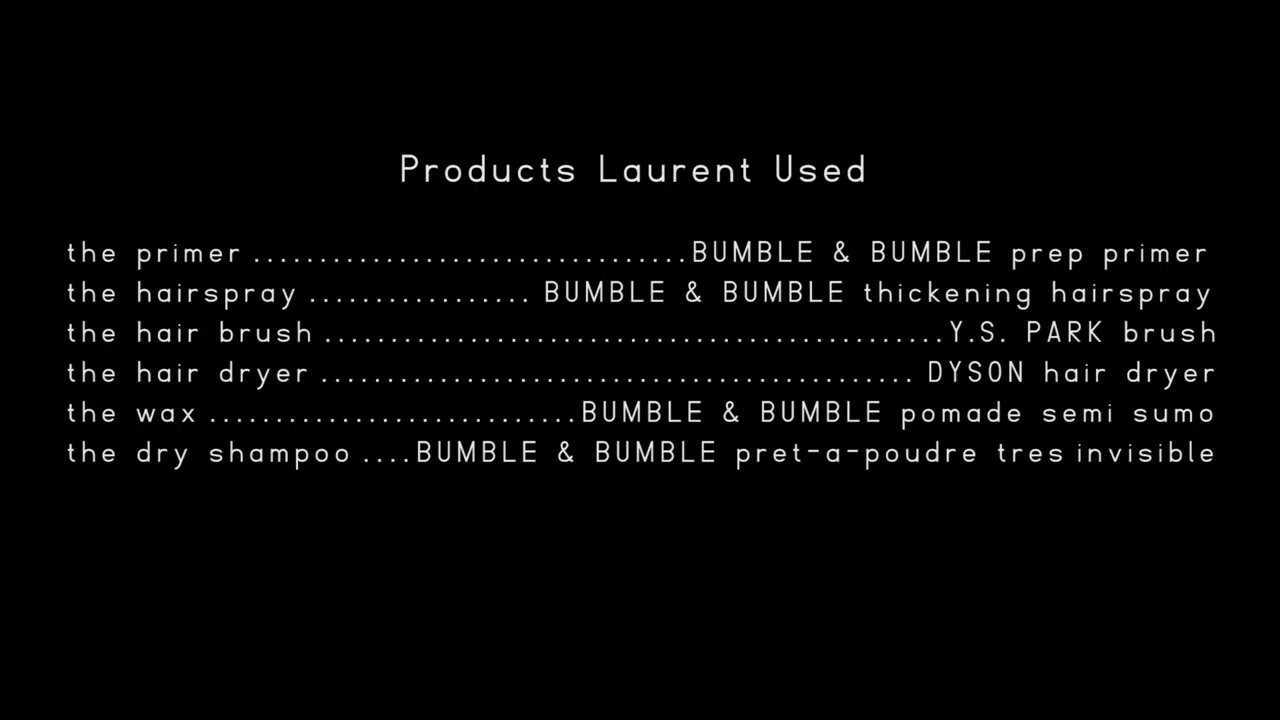 Products Laurent Used
the primer .................................BUMBLE & BUMBLE prep primer
the hairspray ................. BUMBLE & BUMBLE thickening hairspray
the hair brush ...............................................Y.S. PARK brush
the hair dryer ............................................. DYSON hair dryer
the wax ............................BUMBLE & BUMBLE pomade semi sumo
the dry shampoo ....BUMBLE & BUMBLE pret-a-poudre tres invisible